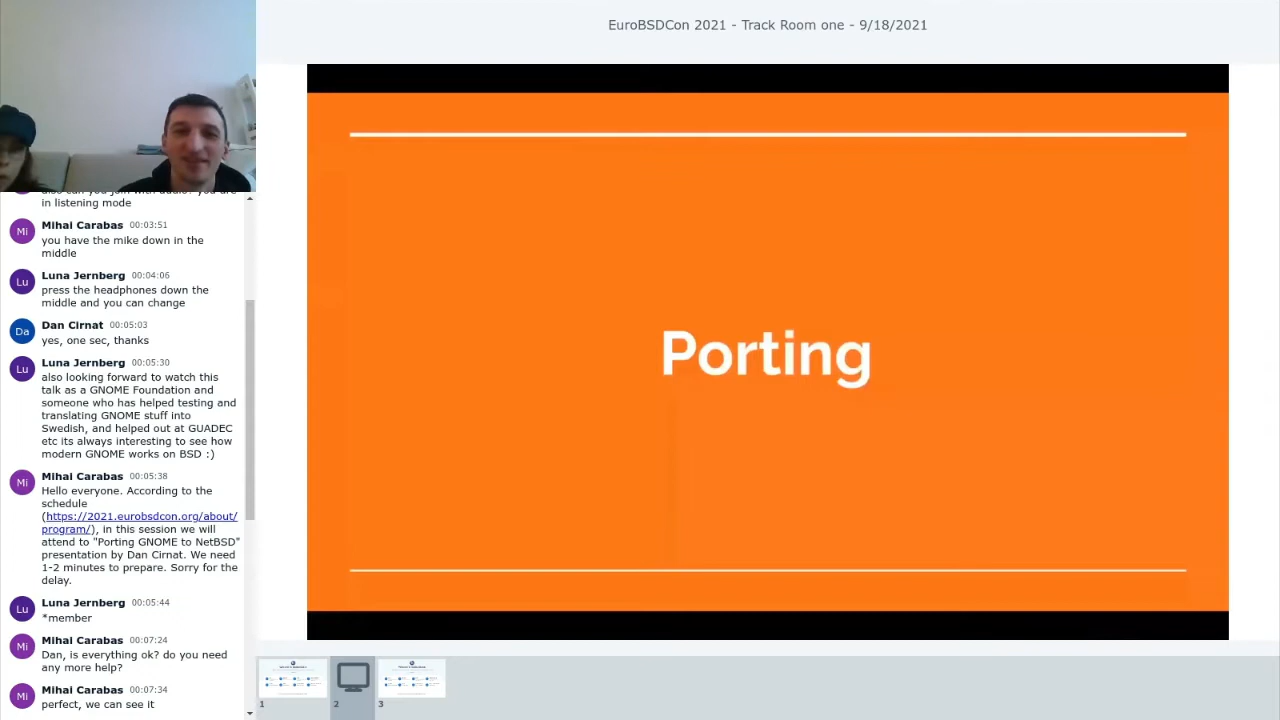 EuroBSDCon 2021 - Track Room one - 9/18/2021
in listening mode
Mi
Mihai Carabas 00:03:51
you have the mike down in the
middle
Lu
Luna Jernberg 00:04:06
press the headphones down the
middle and you can change
Da
Dan Cirnat 00:05:03
yes, one sec, thanks
Lu
Luna Jernberg 00:05:30
also looking forward to watch this
talk as a GNOME Foundation and
someone who has helped testing and
translating GNOME stuff into
Swedish, and helped out at GUADEC
etc its always interesting to see how
modern GNOME works on BSD :)
Mi
Mihai Carabas 00:05:38
Hello everyone. According to the
schedule
(https://2021.eurobsdcon.org/about/
program/), in this session we will
attend to "Porting GNOME to NetBSD"
presentation by Dan Cirnat. We need
1-2 minutes to prepare. Sorry for the
delay.
Lu
Luna Jernberg 00:05:44
*member
Mi
Mihai Carabas 00:07:24
Dan, is everything ok? do you need
any more help?
Mi
Mihai Carabas 00:07:34
perfect, we can see it
Porting
1
2
3